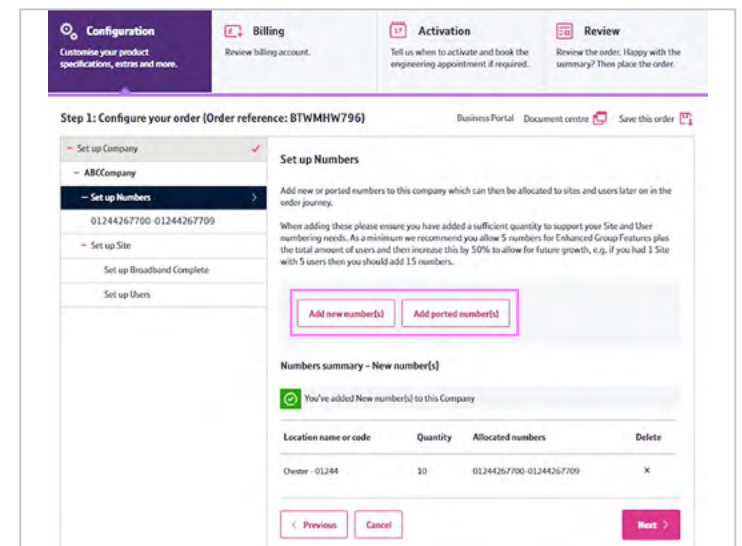 Configuration
Customise your product
specifications, extras and more.
Billing
Review billing account.
Activation
Tell us when to activate and book the
engineering appointment if required.
Review
Review the order. Happy with the
summary? Then place the order.
Step 1: Configure your order (Order reference: BTWMHW796)
Business Portal Document centre Save this order
Set up Company
ABCCompany
Set up Numbers
01244267700-01244267709
Set up Site
Set up Broadband Complete
Set up Users
Set up Numbers
Add new or ported numbers to this company which can then be allocated to sites and users later on in the
order journey.
When adding these please ensure you have added a sufficient quantity to support your Site and User
numbering needs. As a minimum we recommend you allow 5 numbers for Enhanced Group Features plus
the total amount of users and then increase this by 50% to allow for future growth, e.g. if you had 1 Site
with 5 users then you should add 15 numbers.
Add new number(s) Add ported number(s)
Numbers summary - New number(s)
You've added New number(s) to this Company
Location name or code Quantity Allocated numbers Delete
Chester - 01244 10 01244267700-01244267709
Previous Cancel Next